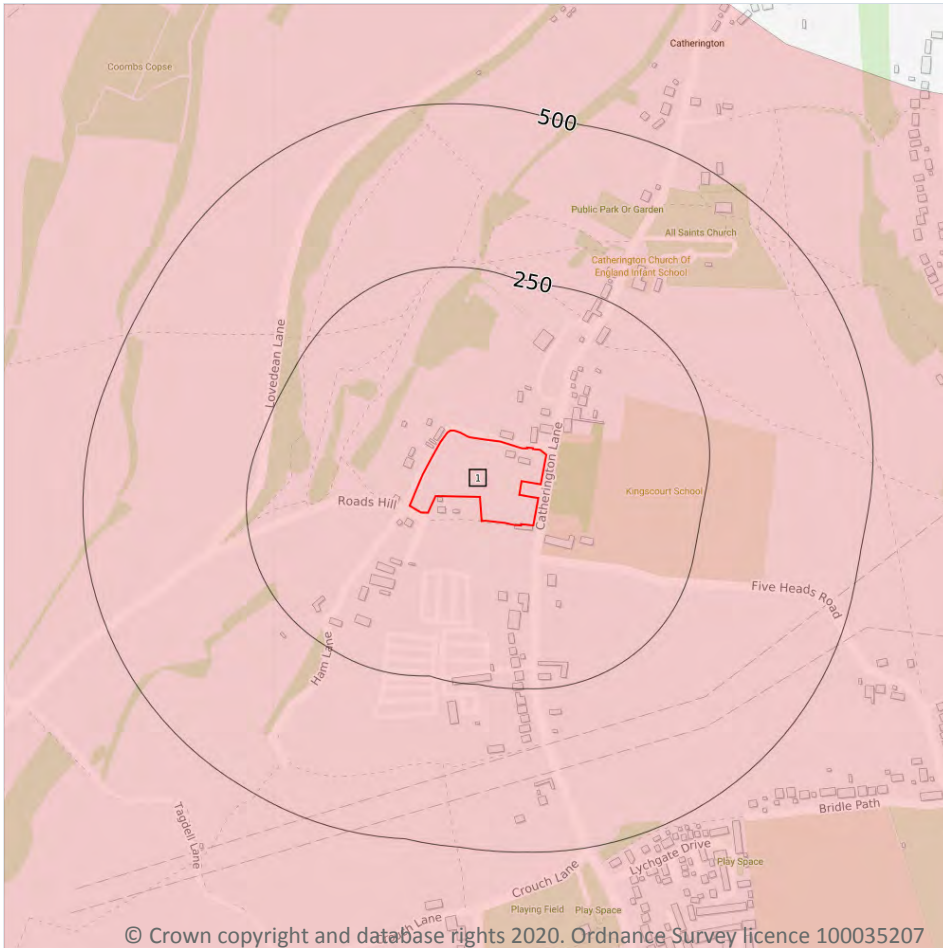 Catherington
Coombs Copse
500
Public Park Or Garden
All Saints Church
Catherington Church Of
England Infant School
250
Lovedean Lane
Catherington Lane
1
Kingscourt School
Roads Hill
Five Heads Road
Ham Lane
Tagdell Lane
Bridle Path
Lychgate Drive
Play Space
Crouch Lane
Playing Field
Play Space
Lane
© Crown copyright and database rights 2020. Ordnance Survey licence 100035207